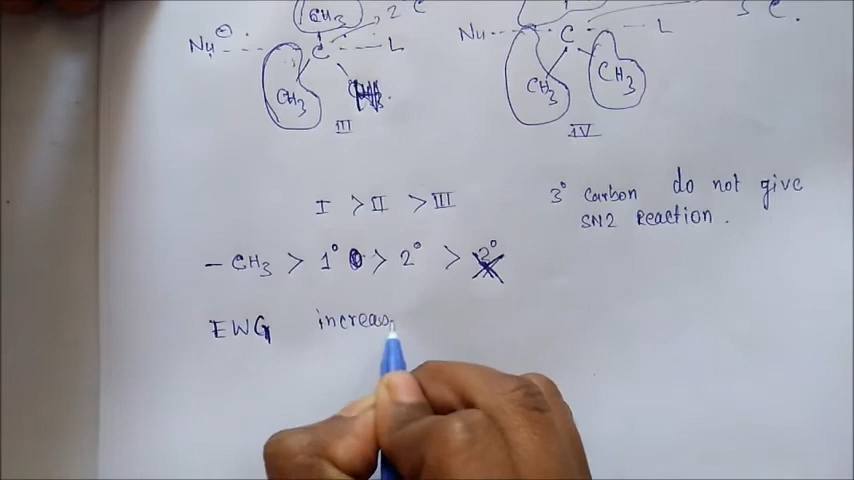 CH3 2 C
Nu⊖ ---- C ---- L
CH3
III
3 C.
Nu ---- C ---- L
CH3 CH3
IV
I > II > III
3° Carbon do not give
SN2 Reaction.
- CH3 > 1° > 2° > 2°
EWG increas